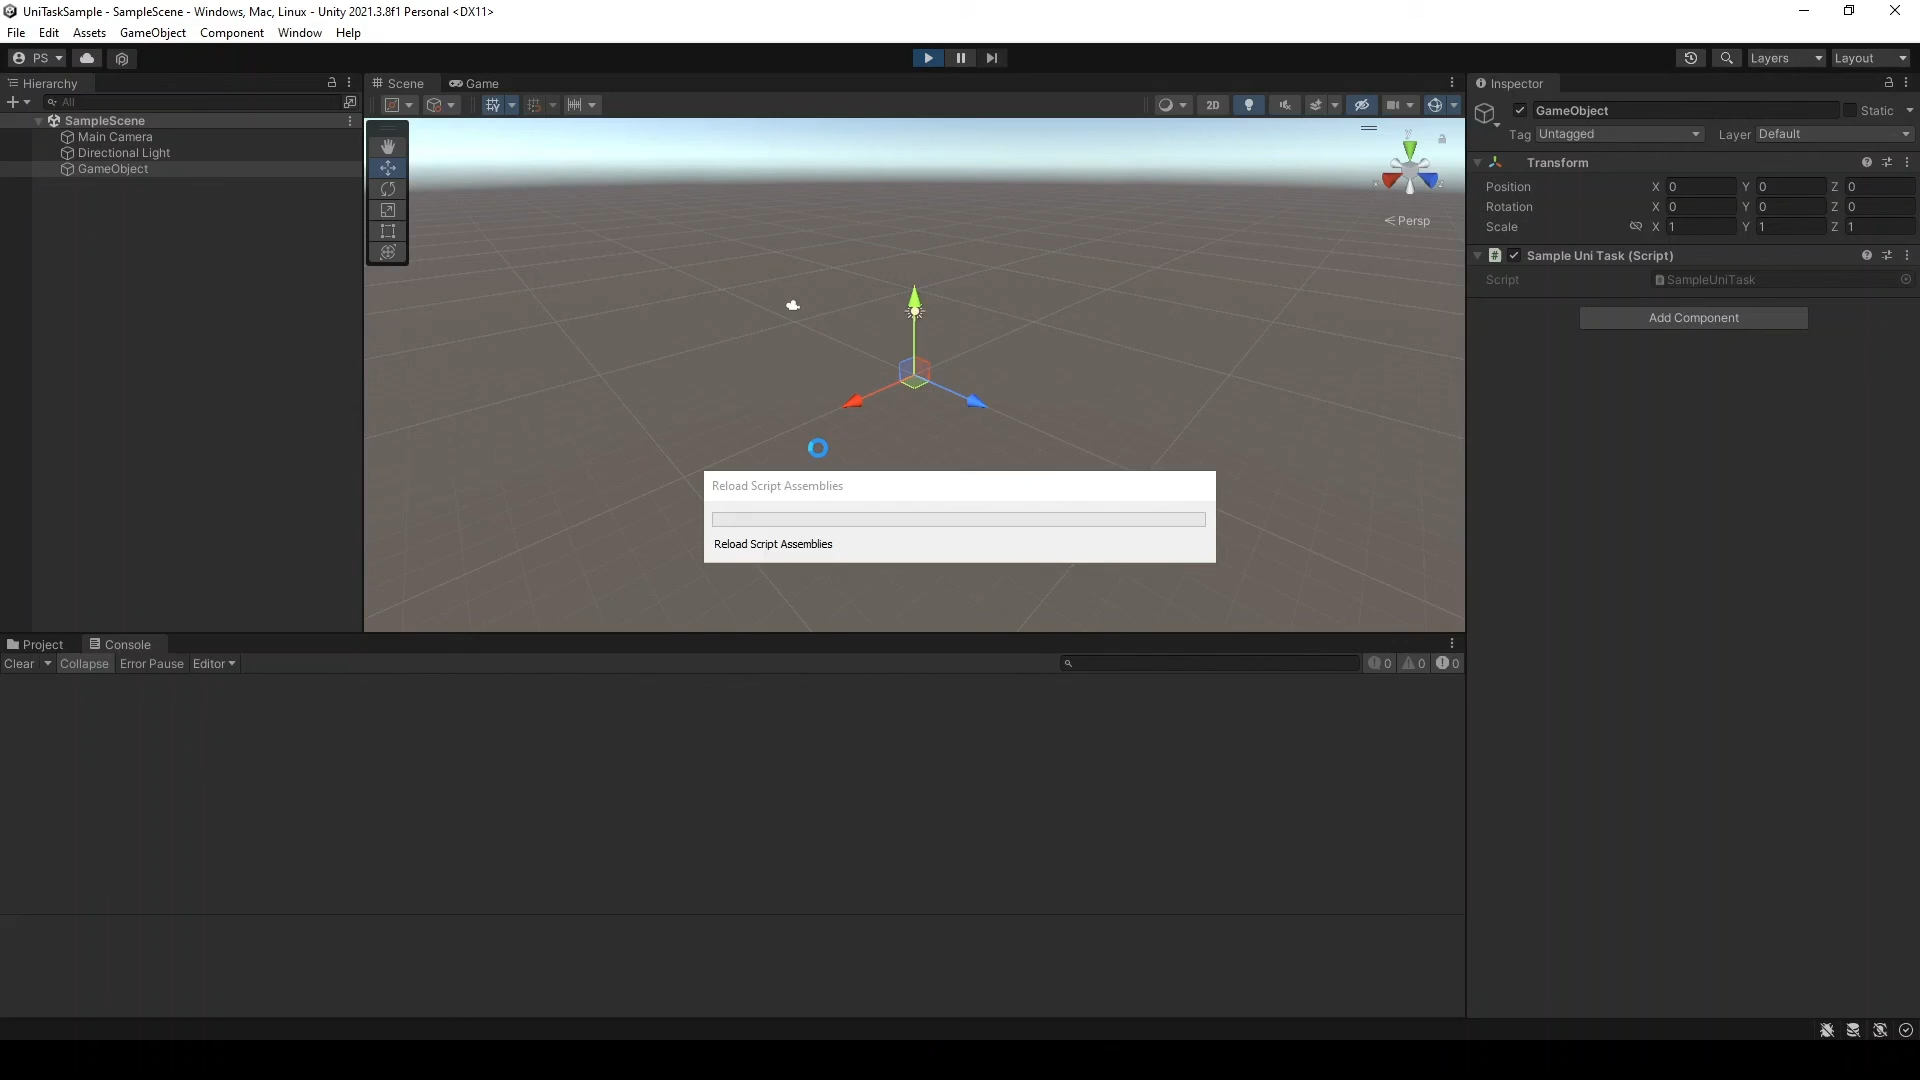 UniTaskSample - SampleScene - Windows, Mac, Linux - Unity 2021.3.8f1 Personal <DX11>
File Edit Assets GameObject Component Window Help
PS Layers Layout
Hierarchy
All
SampleScene
Main Camera
Directional Light
GameObject
Scene Game
2D
y
x
z
Persp
Reload Script Assemblies
Reload Script Assemblies
Inspector
GameObject Static
Tag Untagged Layer Default
Transform
Position X 0 Y 0 Z 0
Rotation X 0 Y 0 Z 0
Scale X 1 Y 1 Z 1
Sample Uni Task (Script)
Script SampleUniTask
Add Component
Project Console
Clear Collapse Error Pause Editor 0 0 0